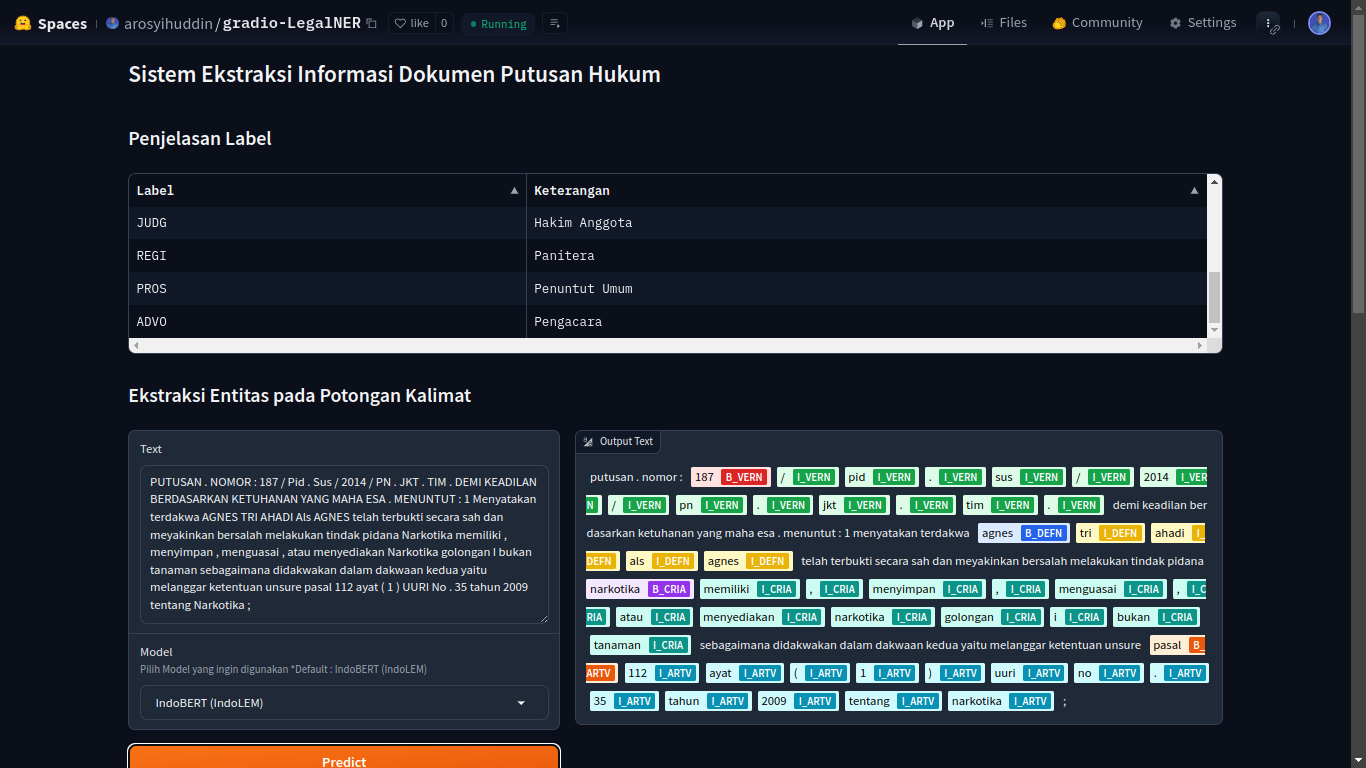 Spaces arosyihuddin/gradio-LegalNER like 0 Running App Files Community Settings
Sistem Ekstraksi Informasi Dokumen Putusan Hukum
Penjelasan Label
Label Keterangan
JUDG Hakim Anggota
REGI Panitera
PROS Penuntut Umum
ADVO Pengacara
Ekstraksi Entitas pada Potongan Kalimat
Text
PUTUSAN . NOMOR : 187 / Pid . Sus / 2014 / PN . JKT . TIM . DEMI KEADILAN
BERDASARKAN KETUHANAN YANG MAHA ESA . MENUNTUT : 1 Menyatakan
terdakwa AGNES TRI AHADI Als AGNES telah terbukti secara sah dan
meyakinkan bersalah melakukan tindak pidana Narkotika memiliki ,
menyimpan , menguasai , atau menyediakan Narkotika golongan I bukan
tanaman sebagaimana didakwakan dalam dakwaan kedua yaitu
melanggar ketentuan unsure pasal 112 ayat ( 1 ) UURI No . 35 tahun 2009
tentang Narkotika ;
Model
Pilih Model yang ingin digunakan *Default : IndoBERT (IndoLEM)
IndoBERT (IndoLEM)
Predict
Output Text
putusan . nomor : 187 B_VERN / I_VERN pid I_VERN . I_VERN sus I_VERN / I_VERN 2014 I_VER
N / I_VERN pn I_VERN . I_VERN jkt I_VERN . I_VERN tim I_VERN . I_VERN demi keadilan ber
dasarkan ketuhanan yang maha esa . menuntut : 1 menyatakan terdakwa agnes B_DEFN tri I_DEFN ahadi I_
DEFN als I_DEFN agnes I_DEFN telah terbukti secara sah dan meyakinkan bersalah melakukan tindak pidana
narkotika B_CRIA memiliki I_CRIA , I_CRIA menyimpan I_CRIA , I_CRIA menguasai I_CRIA , I_C
RIA atau I_CRIA menyediakan I_CRIA narkotika I_CRIA golongan I_CRIA i I_CRIA bukan I_CRIA
tanaman I_CRIA sebagaimana didakwakan dalam dakwaan kedua yaitu melanggar ketentuan unsure pasal B_
ARTV 112 I_ARTV ayat I_ARTV ( I_ARTV 1 I_ARTV ) I_ARTV uuri I_ARTV no I_ARTV . I_ARTV
35 I_ARTV tahun I_ARTV 2009 I_ARTV tentang I_ARTV narkotika I_ARTV ;